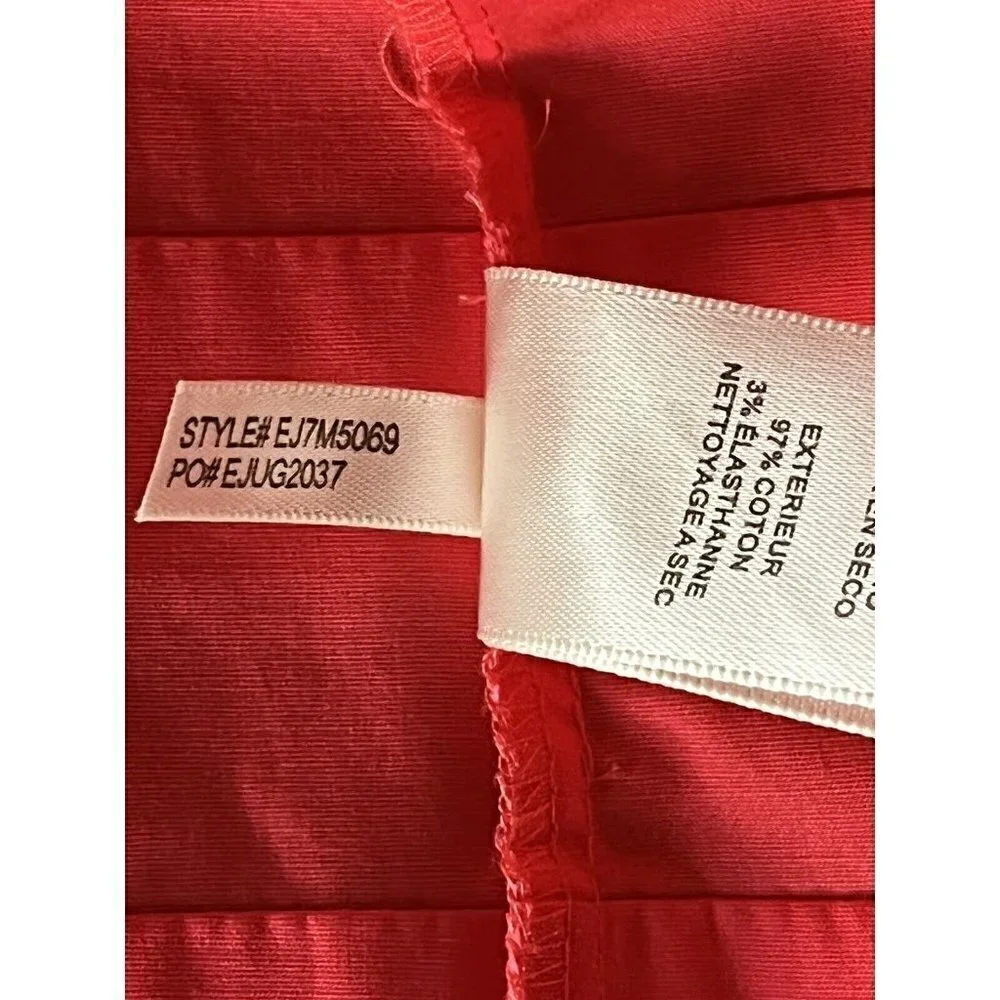 STYLE# EJ7M5069
PO# EJUG2037
EXTERIEUR
97% COTON
3% ÉLASTHANNE
NETTOYAGE A SEC
EN SECO